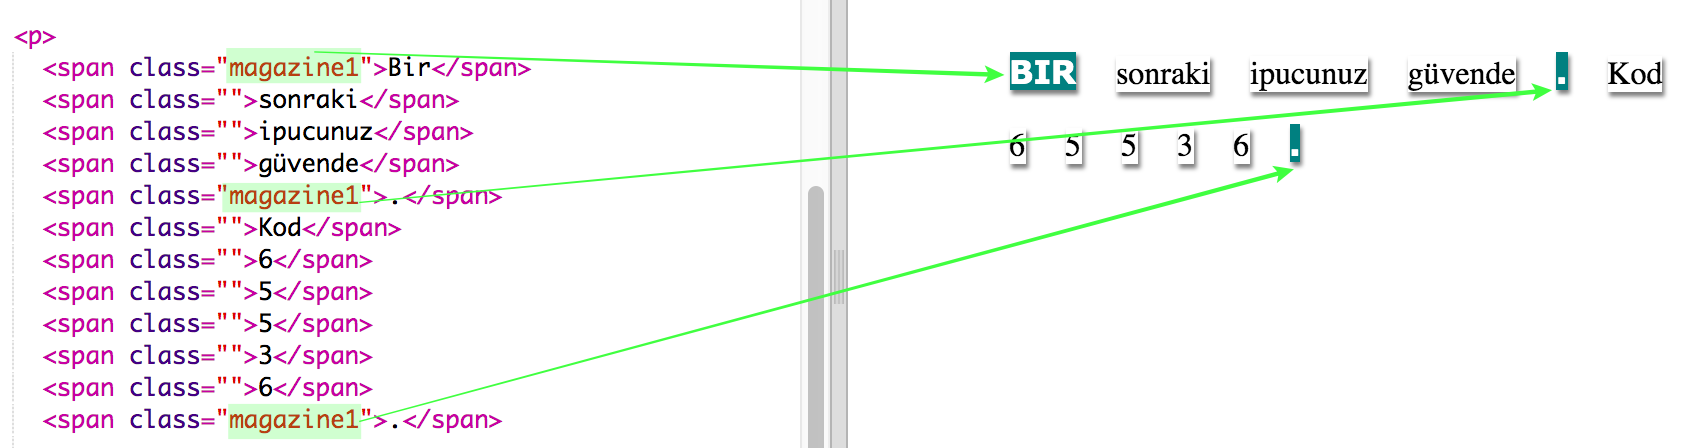 <p>
<span class="magazine1">Bir</span>
<span class="">sonraki</span>
<span class="">ipucunuz</span>
<span class="">güvende</span>
<span class="magazine1">.</span>
<span class="">Kod</span>
<span class="">6</span>
<span class="">5</span>
<span class="">5</span>
<span class="">3</span>
<span class="">6</span>
<span class="magazine1">.</span>
BIR sonraki ipucunuz güvende . Kod
6 5 5 3 6 .